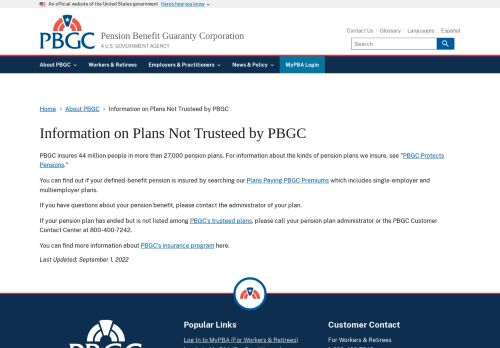 An official website of the United States government Here's how you know
PBGC
Pension Benefit Guaranty Corporation
A U.S. GOVERNMENT AGENCY
Contact Us Glossary Languages Español
Search
About PBGC Workers & Retirees Employers & Practitioners News & Policy MyPBA Login
Home > About PBGC > Information on Plans Not Trusteed by PBGC
Information on Plans Not Trusteed by PBGC
PBGC insures 44 million people in more than 27,000 pension plans. For information about the kinds of pension plans we insure, see "PBGC Protects
Pensions."
You can find out if your defined-benefit pension is insured by searching our Plans Paying PBGC Premiums which includes single-employer and
multiemployer plans.
If you have questions about your pension benefit, please contact the administrator of your plan.
If your pension plan has ended but is not listed among PBGC's trusteed plans, please call your pension plan administrator or the PBGC Customer
Contact Center at 800-400-7242.
You can find more information about PBGC's insurance program here.
Last Updated: September 1, 2022
PBGC
Popular Links
Customer Contact
Log In to MyPBA (For Workers & Retirees)
For Workers & Retirees